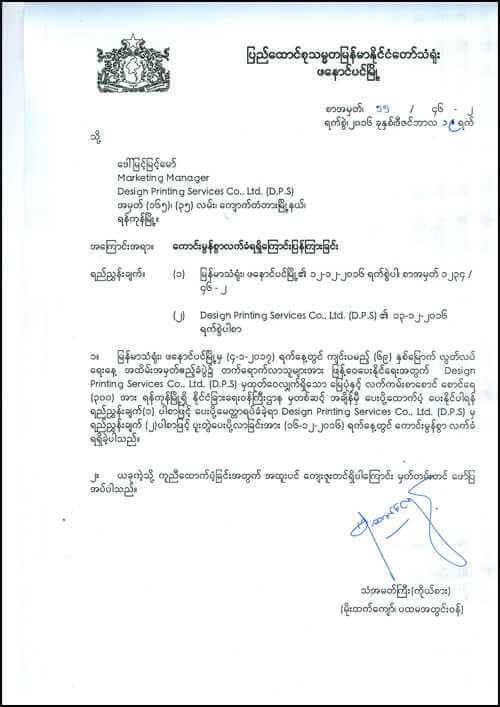 ပြည်ထောင်စုသမ္မတမြန်မာနိုင်ငံတော်သံရုံး
ဖနောင်ပင်မြို့
စာအမှတ်၊ ၁၁ / ၄၆ - ၂
ရက်စွဲ၊ ၂၀၁၆ ခုနှစ်၊ ဒီဇင်ဘာလ ၁၉ ရက်
သို့
ဒေါ်မြင့်မြင့်မော်
Marketing Manager
Design Printing Services Co., Ltd. (D.P.S)
အမှတ် (၁၆၅)၊ (၃၅) လမ်း၊ ကျောက်တံတားမြို့နယ်၊
ရန်ကုန်မြို့။
အကြောင်းအရာ။ ကောင်းမွန်စွာလက်ခံရရှိကြောင်းပြန်ကြားခြင်း
ရည်ညွှန်းချက်။ (၁) မြန်မာသံရုံး၊ ဖနောင်ပင်မြို့၏ ၁၂-၁၂-၂၀၁၆ ရက်စွဲပါ စာအမှတ် ၁၂၃၄ /
၄၆ - ၂
(၂) Design Printing Services Co., Ltd. (D.P.S) ၏ ၁၃-၁၂-၂၀၁၆
ရက်စွဲပါစာ
၁။ မြန်မာသံရုံး၊ ဖနောင်ပင်မြို့မှ (၄-၁-၂၀၁၇) ရက်နေ့တွင် ကျင်းပမည့် (၆၉) နှစ်မြောက် လွတ်လပ်
ရေးနေ့ အထိမ်းအမှတ်ဧည့်ခံပွဲ၌ တက်ရောက်လာသူများအား ဖြန့်ဝေပေးနိုင်ရေးအတွက် Design
Printing Services Co., Ltd. (D.P.S) မှထုတ်ဝေလျှက်ရှိသော မြေပုံနှင့် လက်ကမ်းစာစောင် စောင်ရေ
(၃၀၀) အား ရန်ကုန်မြို့ရှိ နိုင်ငံခြားရေးဝန်ကြီးဌာန မှတစ်ဆင့် အချိန်မှီ ပေးပို့ထောက်ပံ့ ပေးနိုင်ပါရန်
ရည်ညွှန်းချက်(၁) ပါစာဖြင့် ပေးပို့မေတ္တာရပ်ခံခဲ့ရာ Design Printing Services Co., Ltd. (D.P.S) မှ
ရည်ညွှန်းချက် (၂)ပါစာဖြင့် ပူးတွဲပေးပို့လာခြင်းအား (၁၆-၁၂-၂၀၁၆) ရက်နေ့တွင် ကောင်းမွန်စွာ လက်ခံ
ရရှိခဲ့ပါသည်။
၂။ ယခုကဲ့သို့ ကူညီထောက်ပံ့ခြင်းအတွက် အထူးပင် ကျေးဇူးတင်ရှိပါကြောင်း မှတ်တမ်းတင် ဖော်ပြ
အပ်ပါသည်။
သံအမတ်ကြီး(ကိုယ်စား)
(မိုးထက်ကျော်၊ ပထမအတွင်းဝန်)